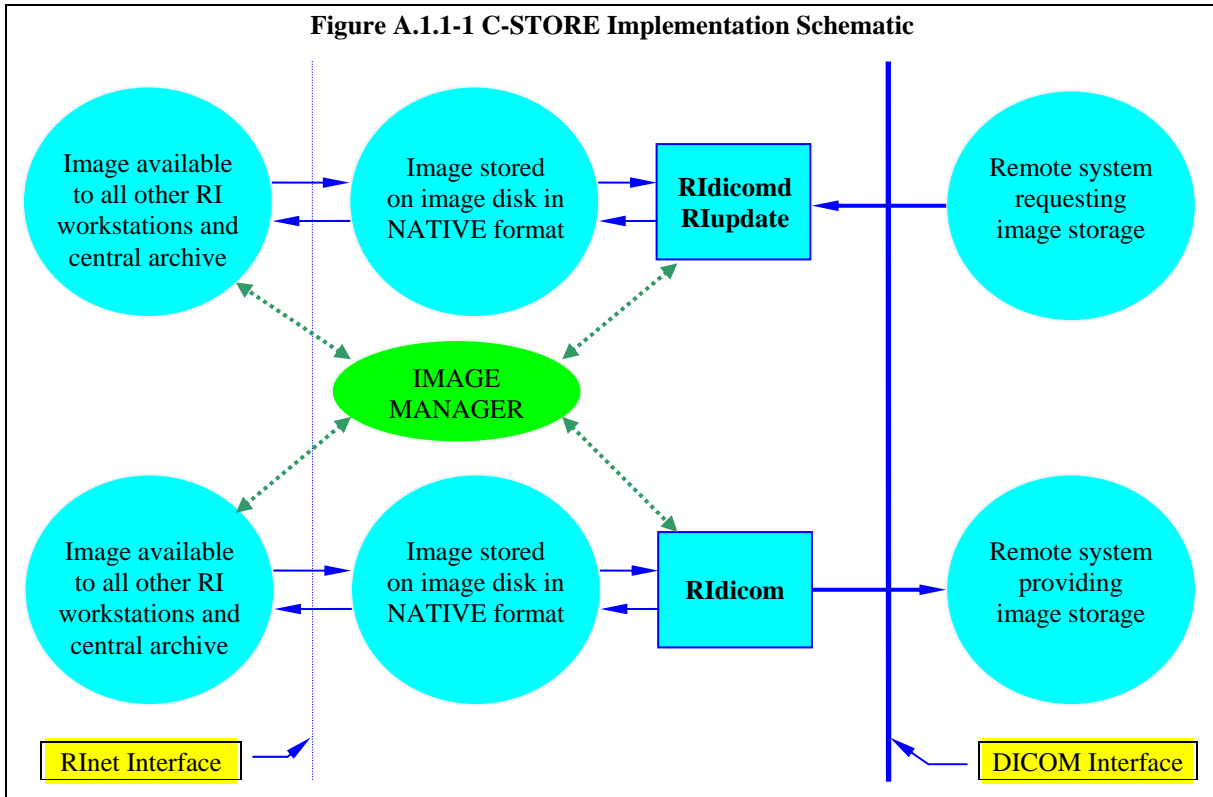 Figure A.1.1-1 C-STORE Implementation Schematic
Image available
to all other RI
workstations and
central archive
Image stored
on image disk in
NATIVE format
RIdicomd
RIupdate
Remote system
requesting
image storage
IMAGE
MANAGER
Image available
to all other RI
workstations and
central archive
Image stored
on image disk in
NATIVE format
RIdicom
Remote system
providing
image storage
RInet Interface
DICOM Interface